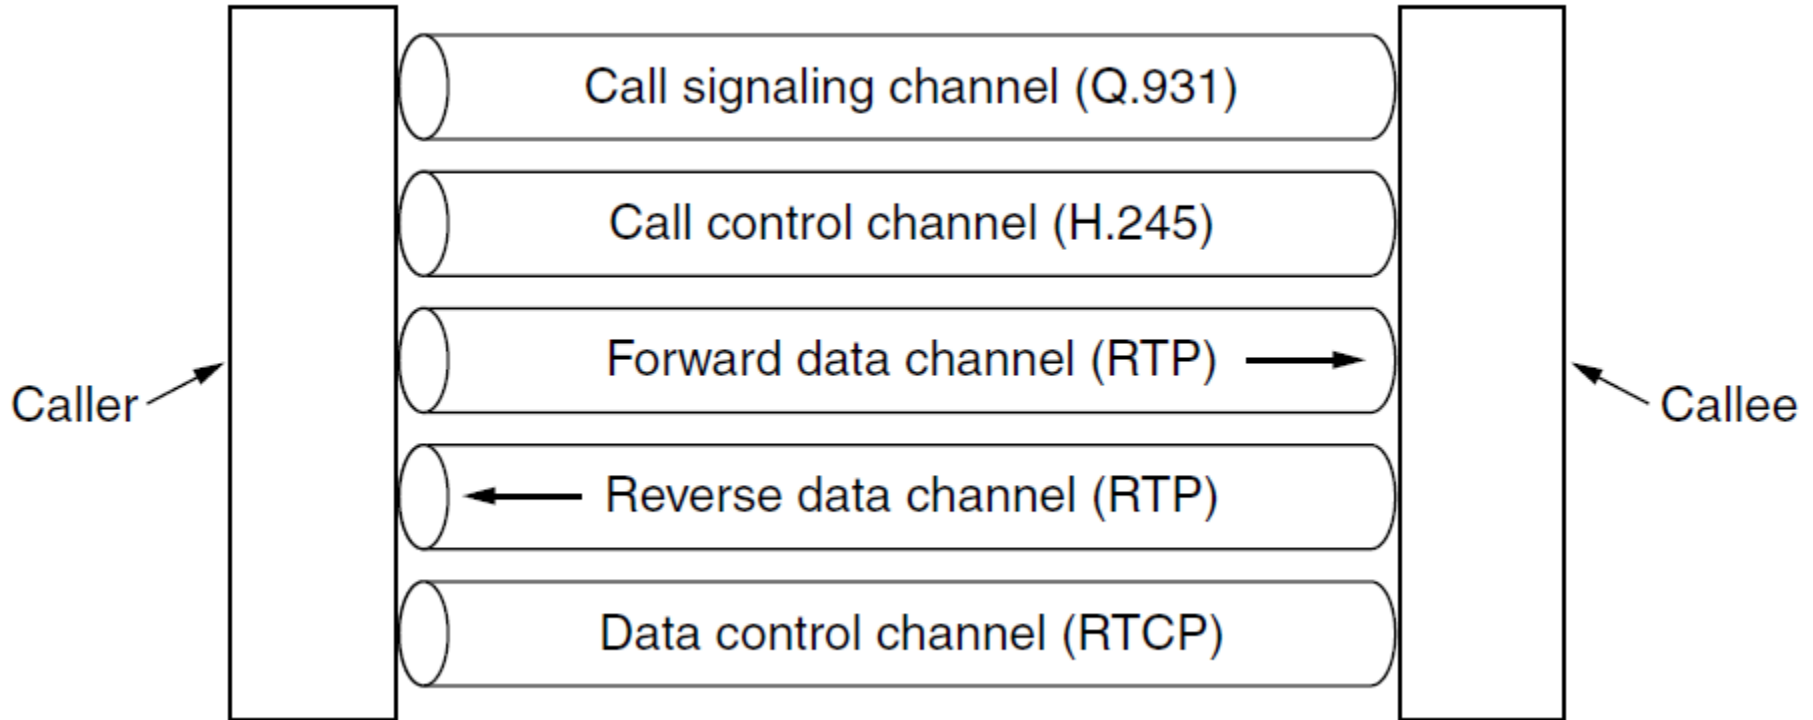 Call signaling channel (Q.931)
Call control channel (H.245)
Forward data channel (RTP)
Caller
Callee
Reverse data channel (RTP)
Data control channel (RTCP)